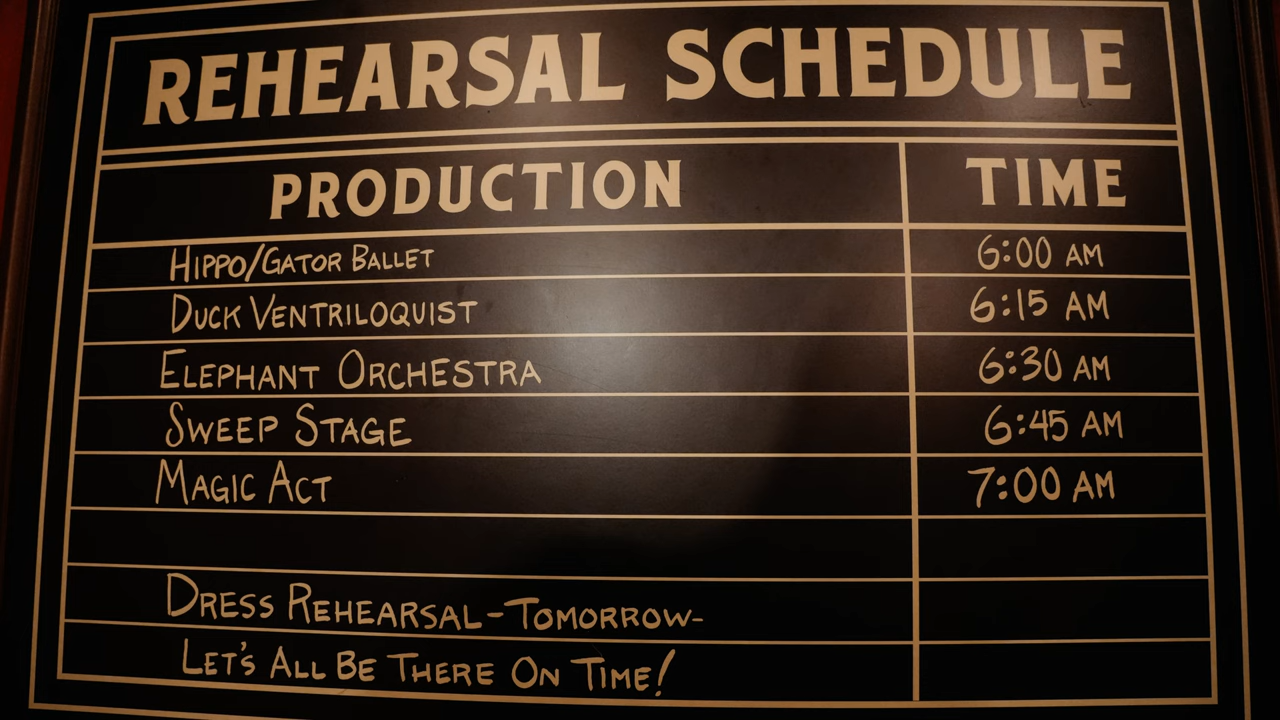 REHEARSAL SCHEDULE
PRODUCTION TIME
HIPPO/GATOR BALLET 6:00 AM
DUCK VENTRILOQUIST 6:15 AM
ELEPHANT ORCHESTRA 6:30 AM
SWEEP STAGE 6:45 AM
MAGIC ACT 7:00 AM
DRESS REHEARSAL-TOMORROW-
LET'S ALL BE THERE ON TIME!